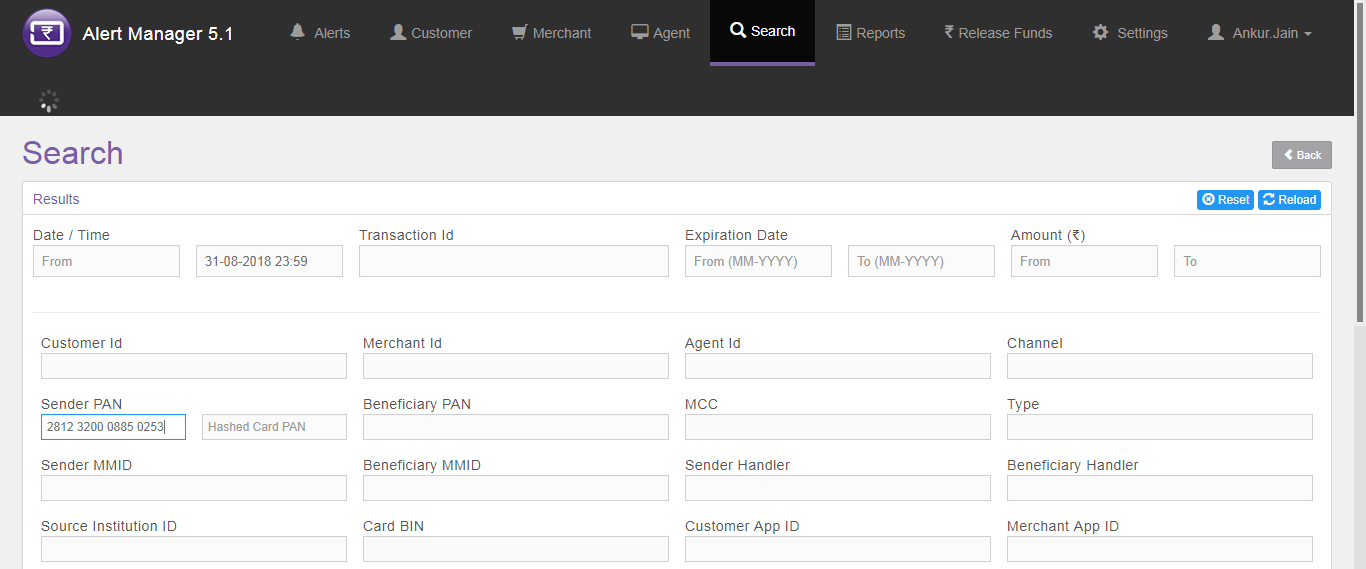 Alert Manager 5.1 Alerts Customer Merchant Agent Search Reports ₹ Release Funds Settings Ankur.Jain
Search
Back
Results Reset Reload
Date / Time Transaction Id Expiration Date Amount (₹)
From 31-08-2018 23:59 From (MM-YYYY) To (MM-YYYY) From To
Customer Id Merchant Id Agent Id Channel
Sender PAN Beneficiary PAN MCC Type
2812 3200 0885 0253 Hashed Card PAN
Sender MMID Beneficiary MMID Sender Handler Beneficiary Handler
Source Institution ID Card BIN Customer App ID Merchant App ID